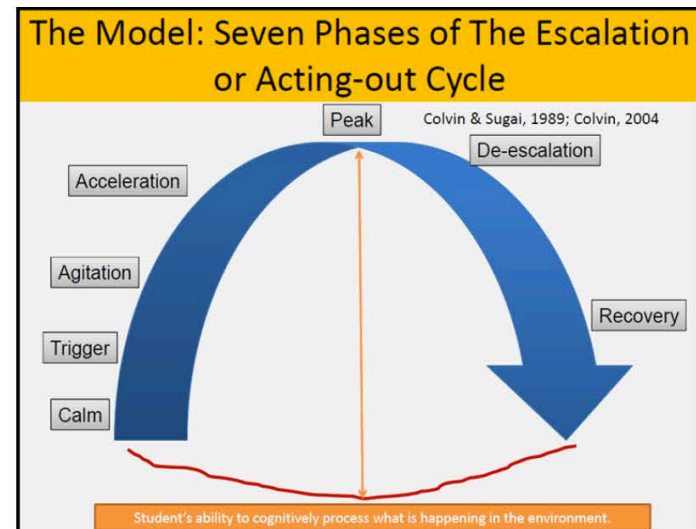 The Model: Seven Phases of The Escalation
or Acting-out Cycle
Peak
Colvin & Sugai, 1989; Colvin, 2004
De-escalation
Acceleration
Agitation
Recovery
Trigger
Calm
Student's ability to cognitively process what is happening in the environment.